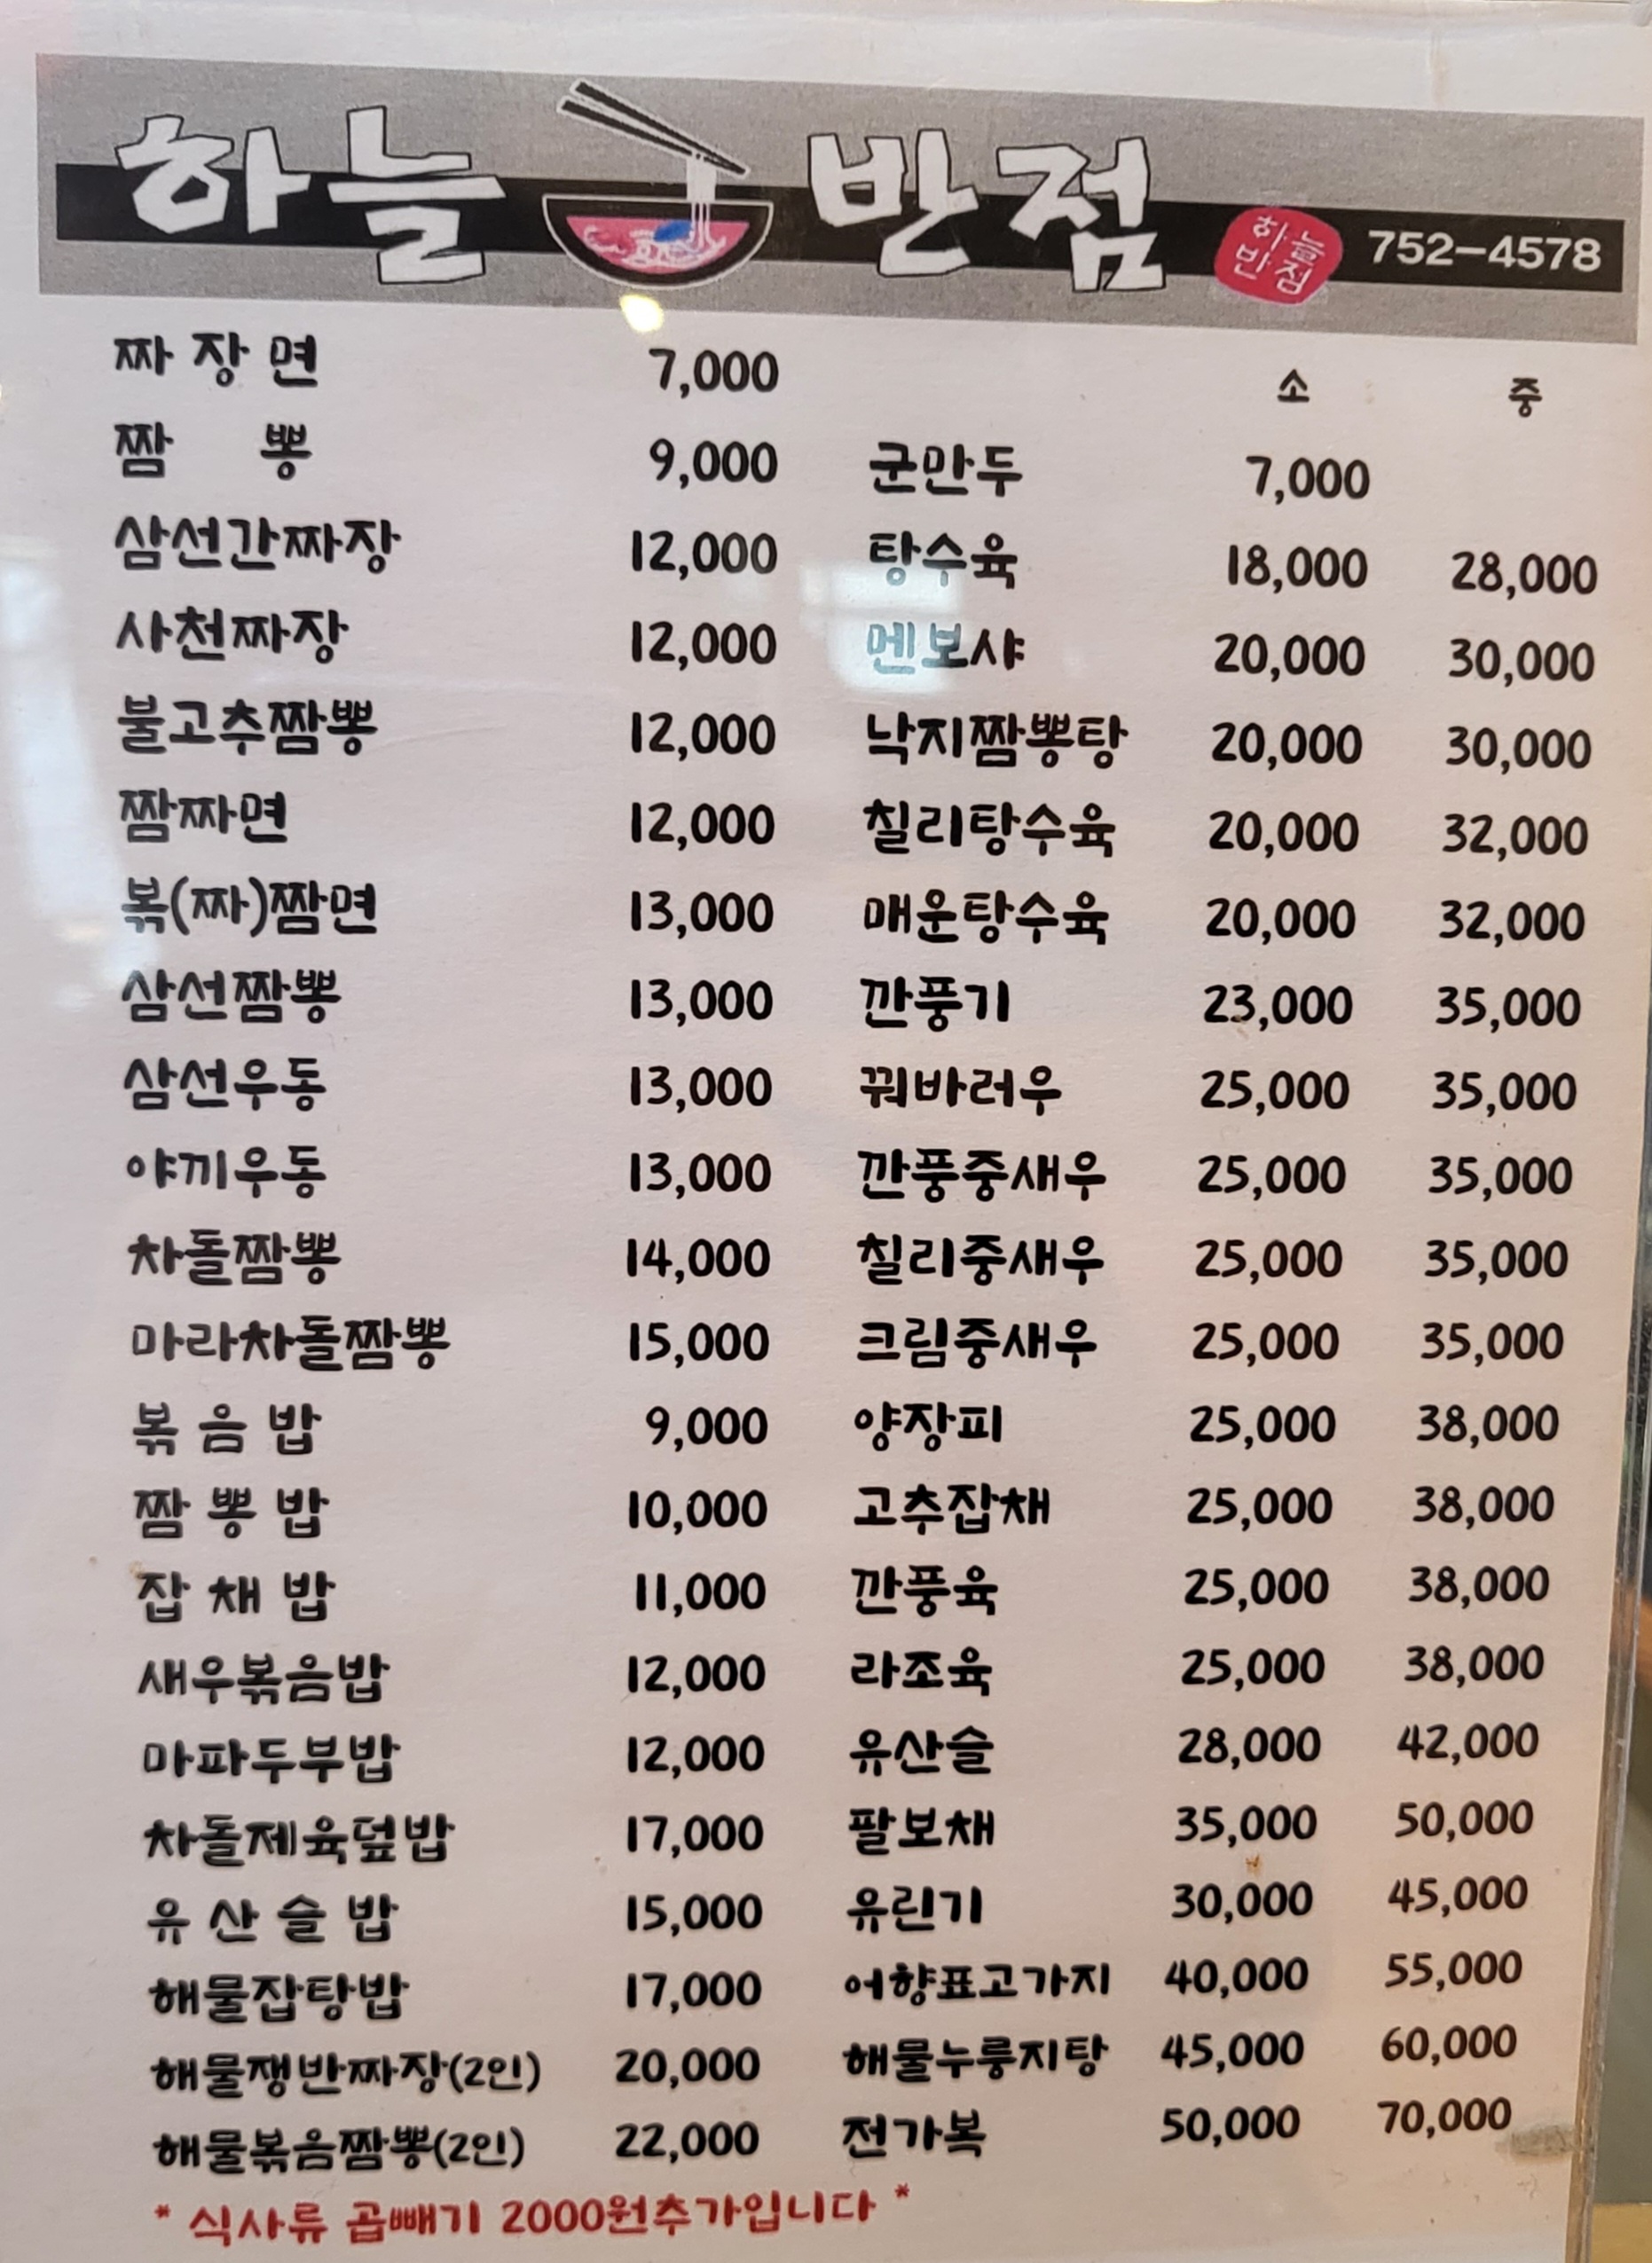 하늘 반점 하늘반점 752-4578
짜장면 7,000
짬뽕 9,000
삼선간짜장 12,000
사천짜장 12,000
불고추짬뽕 12,000
짬짜면 12,000
볶(짜)짬면 13,000
삼선짬뽕 13,000
삼선우동 13,000
야끼우동 13,000
차돌짬뽕 14,000
마라차돌짬뽕 15,000
볶음밥 9,000
짬뽕밥 10,000
잡채밥 11,000
새우볶음밥 12,000
마파두부밥 12,000
차돌제육덮밥 17,000
유산슬밥 15,000
해물잡탕밥 17,000
해물쟁반짜장(2인) 20,000
해물볶음짬뽕(2인) 22,000
소 중
군만두 7,000
탕수육 18,000 28,000
멘보샤 20,000 30,000
낙지짬뽕탕 20,000 30,000
칠리탕수육 20,000 32,000
매운탕수육 20,000 32,000
깐풍기 23,000 35,000
꿔바러우 25,000 35,000
깐풍중새우 25,000 35,000
칠리중새우 25,000 35,000
크림중새우 25,000 35,000
양장피 25,000 38,000
고추잡채 25,000 38,000
깐풍육 25,000 38,000
라조육 25,000 38,000
유산슬 28,000 42,000
팔보채 35,000 50,000
유린기 30,000 45,000
어향표고가지 40,000 55,000
해물누룽지탕 45,000 60,000
전가복 50,000 70,000
* 식사류 곱빼기 2000원추가입니다 *